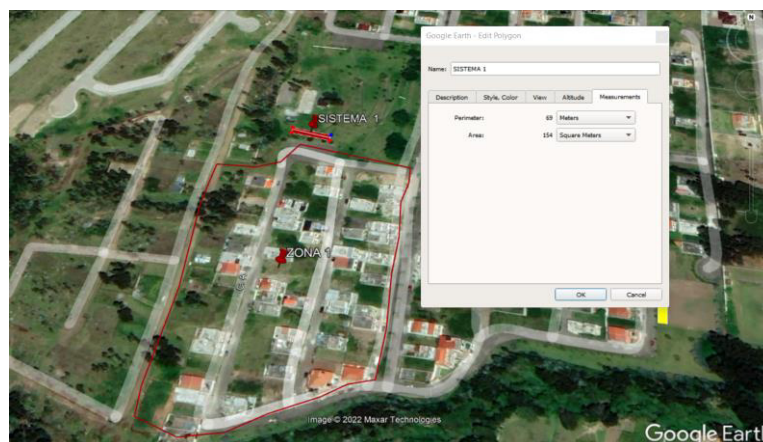 Google Earth - Edit Polygon
Name: SISTEMA 1
Description Style, Color View Altitude Measurements
Perimeter: 69 Meters
Area: 154 Square Meters
OK Cancel
N
SISTEMA 1
ZONA 1
Image © 2022 Maxar Technologies
Google Earth